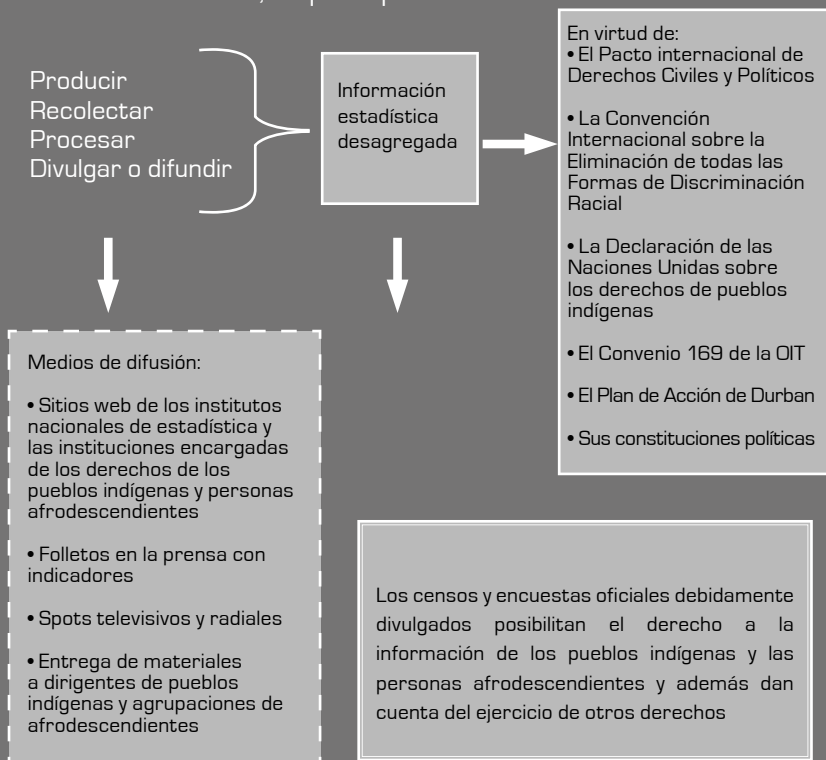 Producir
Recolectar
Procesar
Divulgar o difundir
Información
estadística
desagregada
En virtud de:
• El Pacto internacional de
Derechos Civiles y Políticos
• La Convención
Internacional sobre la
Eliminación de todas las
Formas de Discriminación
Racial
• La Declaración de las
Naciones Unidas sobre
los derechos de pueblos
indígenas
• El Convenio 169 de la OIT
• El Plan de Acción de Durban
• Sus constituciones políticas
Medios de difusión:
• Sitios web de los institutos
nacionales de estadística y
las instituciones encargadas
de los derechos de los
pueblos indígenas y personas
afrodescendientes
• Folletos en la prensa con
indicadores
• Spots televisivos y radiales
• Entrega de materiales
a dirigentes de pueblos
indígenas y agrupaciones de
afrodescendientes
Los censos y encuestas oficiales debidamente
divulgados posibilitan el derecho a la
información de los pueblos indígenas y las
personas afrodescendientes y además dan
cuenta del ejercicio de otros derechos